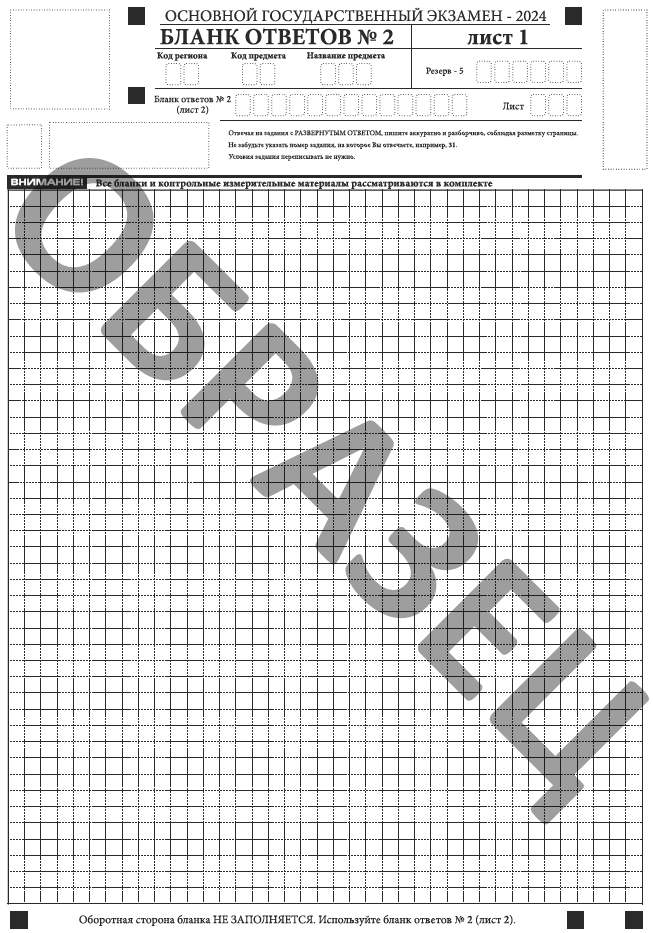 ОСНОВНОЙ ГОСУДАРСТВЕННЫЙ ЭКЗАМЕН - 2024
БЛАНК ОТВЕТОВ № 2
лист 1
Код региона
Код предмета
Название предмета
Резерв - 5
Бланк ответов № 2
(лист 2)
Лист
Отвечая на задания с РАЗВЕРНУТЫМ ОТВЕТОМ, пишите аккуратно и разборчиво, соблюдая разметку страницы.
Не забудьте указать номер задания, на которое Вы отвечаете, например, 31.
Условия задания переписывать не нужно.
ВНИМАНИЕ!
Все бланки и контрольные измерительные материалы рассматриваются в комплекте
ОБРАЗЕЦ
Оборотная сторона бланка НЕ ЗАПОЛНЯЕТСЯ. Используйте бланк ответов № 2 (лист 2).